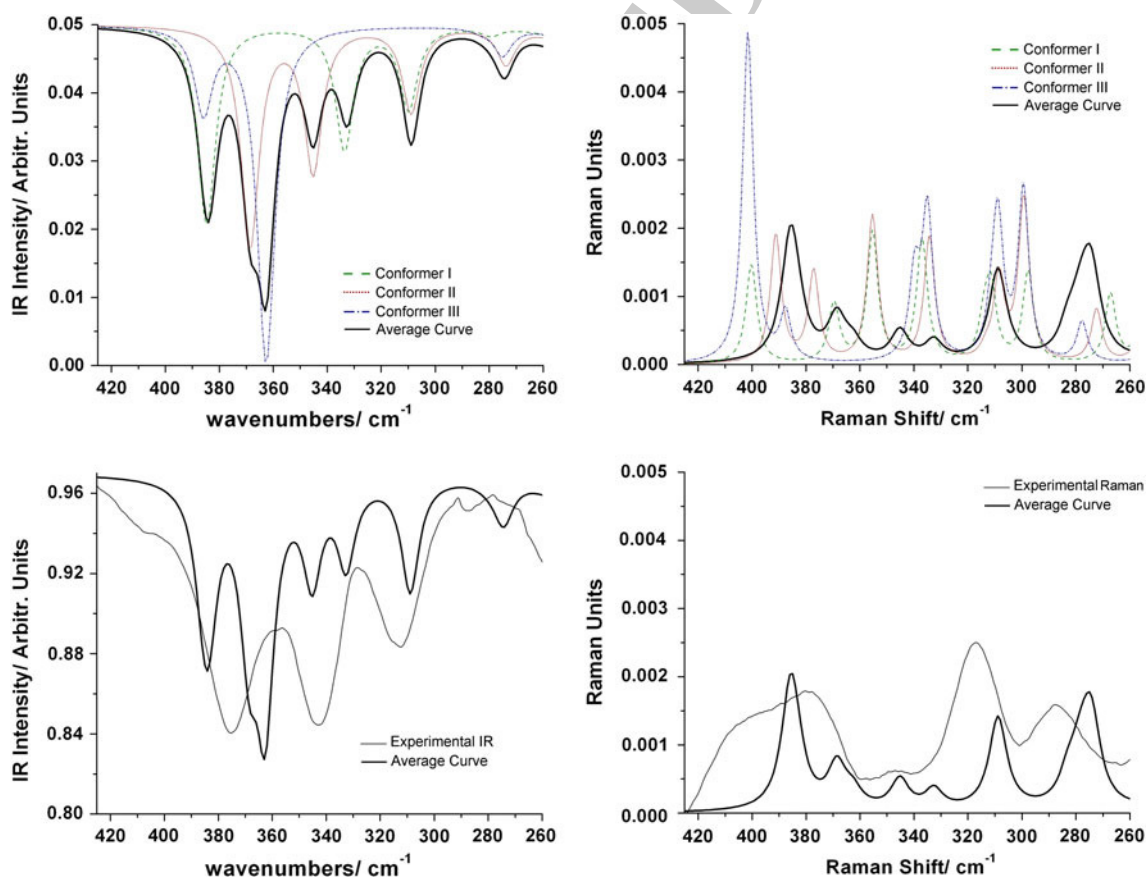 0.05
0.04
0.03
0.02
0.01
0.00
IR Intensity/ Arbitr. Units
Conformer I
Conformer II
Conformer III
Average Curve
420 400 380 360 340 320 300 280 260
wavenumbers/ cm-1
0.005
0.004
0.003
0.002
0.001
0.000
Raman Units
Conformer I
Conformer II
Conformer III
Average Curve
420 400 380 360 340 320 300 280 260
Raman Shift/ cm-1
0.96
0.92
0.88
0.84
0.80
IR Intensity/ Arbitr. Units
Experimental IR
Average Curve
420 400 380 360 340 320 300 280 260
wavenumbers/ cm-1
0.005
0.004
0.003
0.002
0.001
0.000
Raman Units
Experimental Raman
Average Curve
420 400 380 360 340 320 300 280 260
Raman Shift/ cm-1